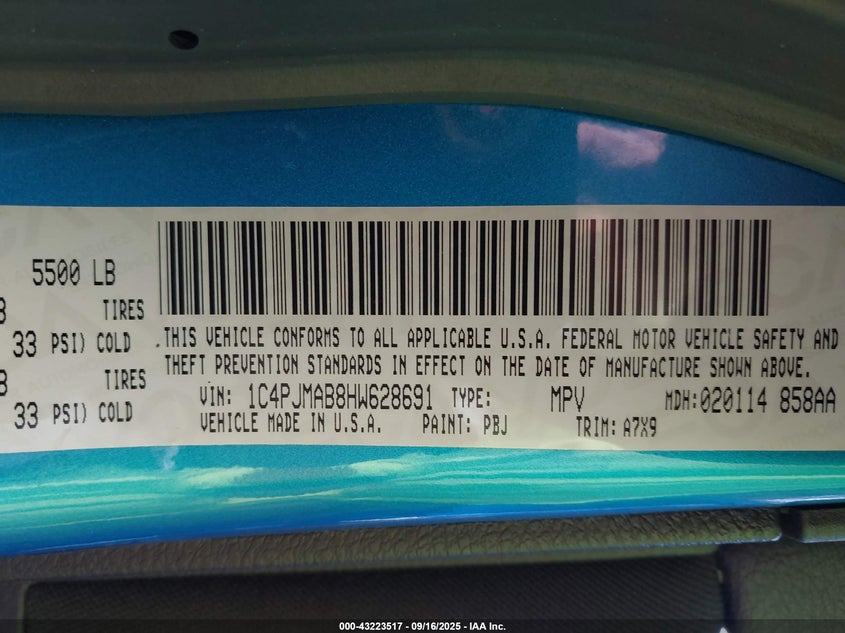 5500 LB
TIRES
33 PSI) COLD
TIRES
33 PSI) COLD
THIS VEHICLE CONFORMS TO ALL APPLICABLE U.S.A. FEDERAL MOTOR VEHICLE SAFETY AND
THEFT PREVENTION STANDARDS IN EFFECT ON THE DATE OF MANUFACTURE SHOWN ABOVE.
VIN: 1C4PJMAB8HW628691 TYPE: MPV MDH:020114 858AA
VEHICLE MADE IN U.S.A. PAINT: PBJ TRIM: A7X9
000-43223517 - 09/16/2025 - IAA Inc.